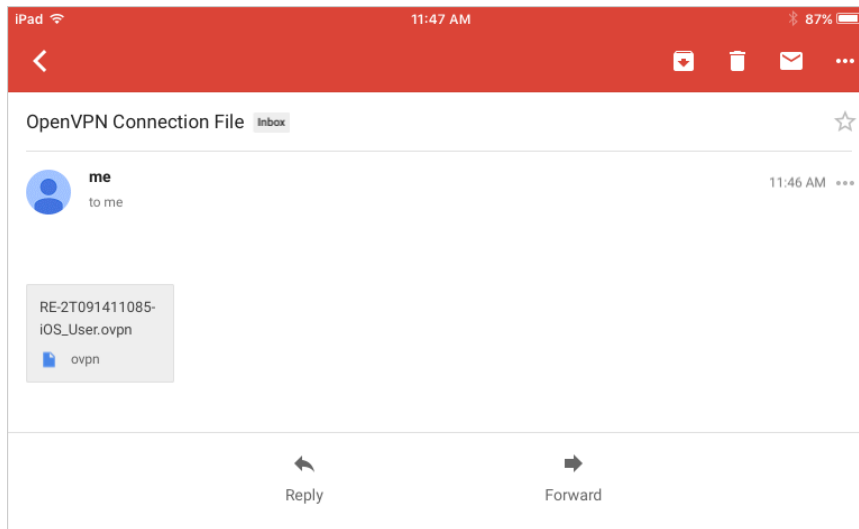 iPad 11:47 AM 87%
OpenVPN Connection File Inbox
me
to me
11:46 AM
RE-2T091411085-
iOS_User.ovpn
ovpn
Reply Forward